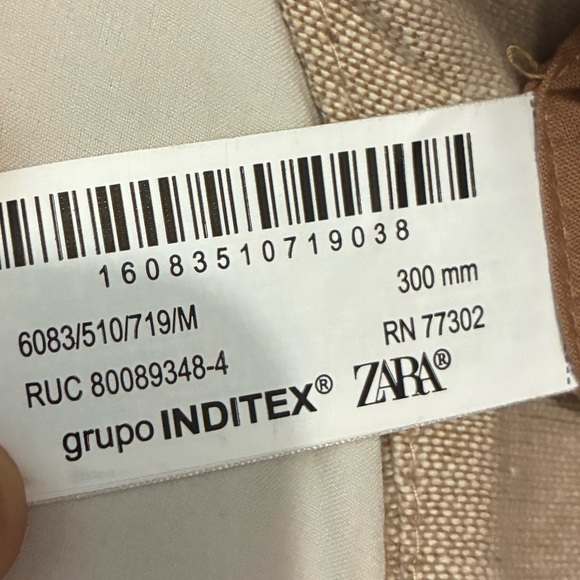 16083510719038
300 mm
6083/510/719/M
RN 77302
RUC 80089348-4
grupo INDITEX® ZARA®